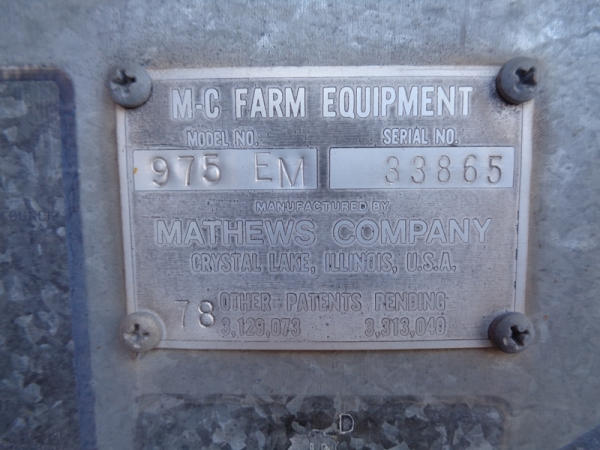 M-C FARM EQUIPMENT
MODEL NO. SERIAL NO.
975 EM 33865
MANUFACTURED BY
MATHEWS COMPANY
CRYSTAL LAKE, ILLINOIS, U.S.A.
78 OTHER PATENTS PENDING
3,129,073 3,313,040
D